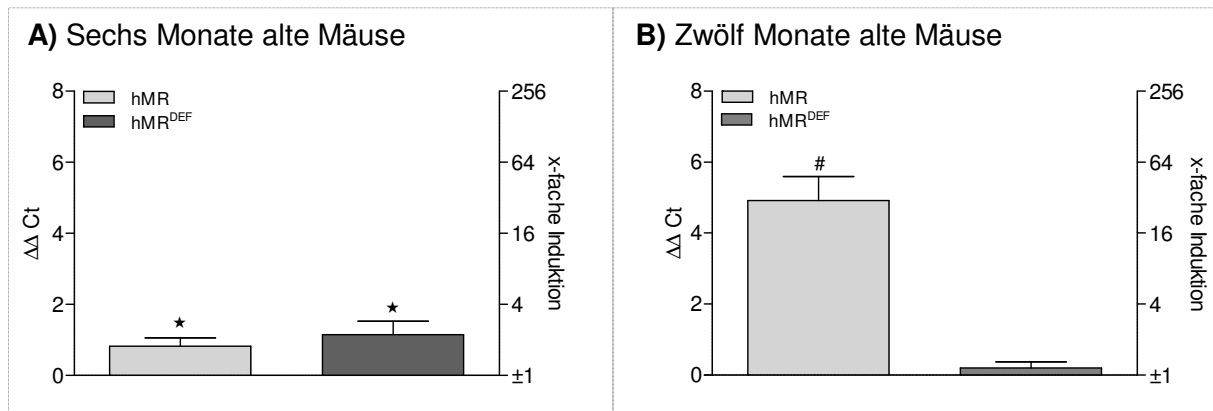 A) Sechs Monate alte Mäuse
8
6
4
2
0
ΔΔ Ct
hMR
hMR^DEF
★
★
256
64
16
4
±1
x-fache Induktion
B) Zwölf Monate alte Mäuse
8
6
4
2
0
ΔΔ Ct
hMR
hMR^DEF
#
256
64
16
4
±1
x-fache Induktion